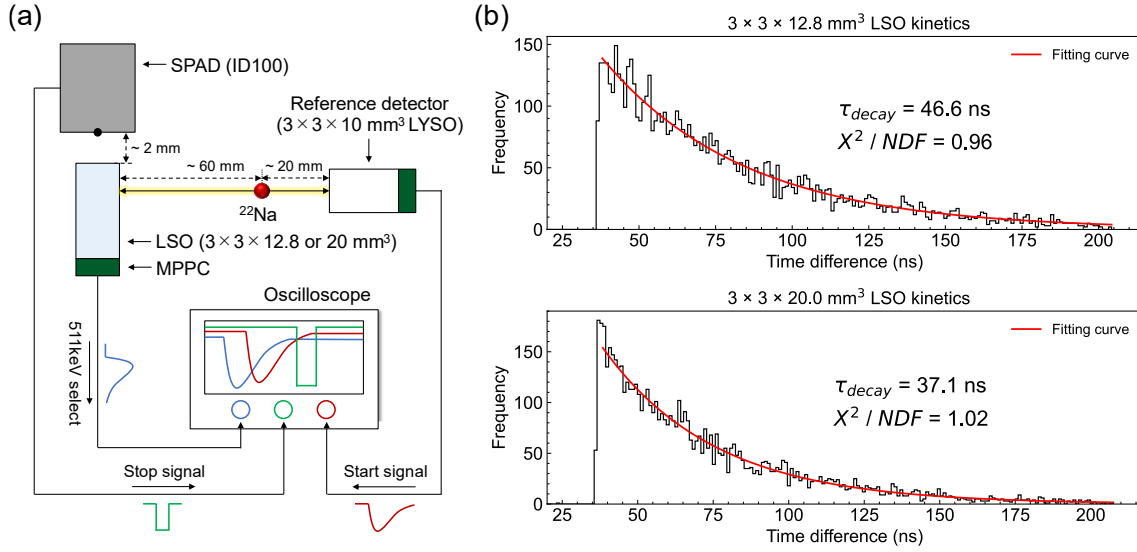 (a)
SPAD (ID100)
Reference detector
(3 × 3 × 10 mm³ LYSO)
~ 2 mm
~ 60 mm
~ 20 mm
²²Na
LSO (3 × 3 × 12.8 or 20 mm³)
MPPC
Oscilloscope
511keV select
Stop signal
Start signal
(b)
3 × 3 × 12.8 mm³ LSO kinetics
Frequency
150
100
50
0
Fitting curve
τdecay = 46.6 ns
X² / NDF = 0.96
25 50 75 100 125 150 175 200
Time difference (ns)
3 × 3 × 20.0 mm³ LSO kinetics
Frequency
150
100
50
0
Fitting curve
τdecay = 37.1 ns
X² / NDF = 1.02
25 50 75 100 125 150 175 200
Time difference (ns)